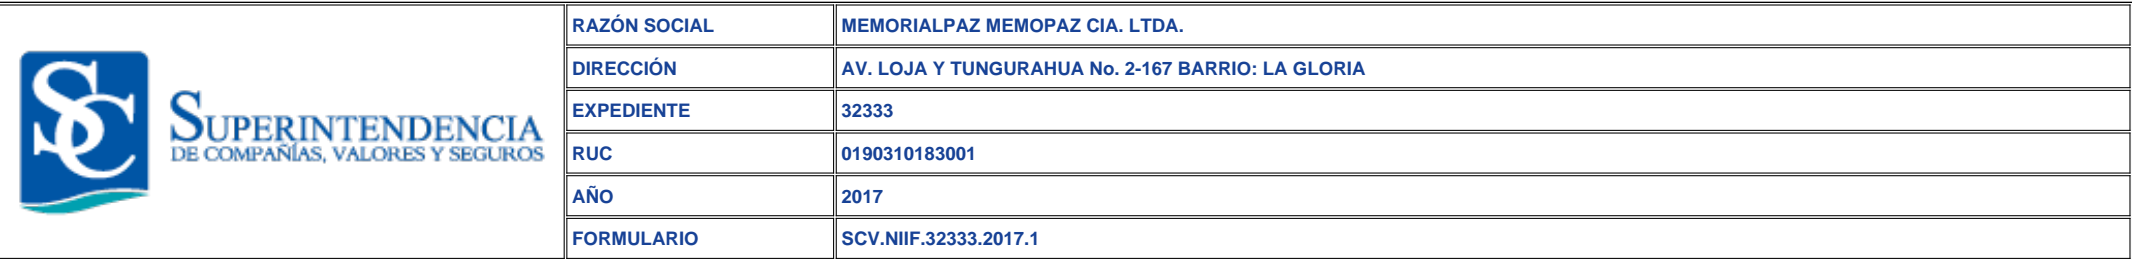 SC
SUPERINTENDENCIA
DE COMPAÑÍAS, VALORES Y SEGUROS
RAZÓN SOCIAL MEMORIALPAZ MEMOPAZ CIA. LTDA.
DIRECCIÓN AV. LOJA Y TUNGURAHUA No. 2-167 BARRIO: LA GLORIA
EXPEDIENTE 32333
RUC 0190310183001
AÑO 2017
FORMULARIO SCV.NIIF.32333.2017.1